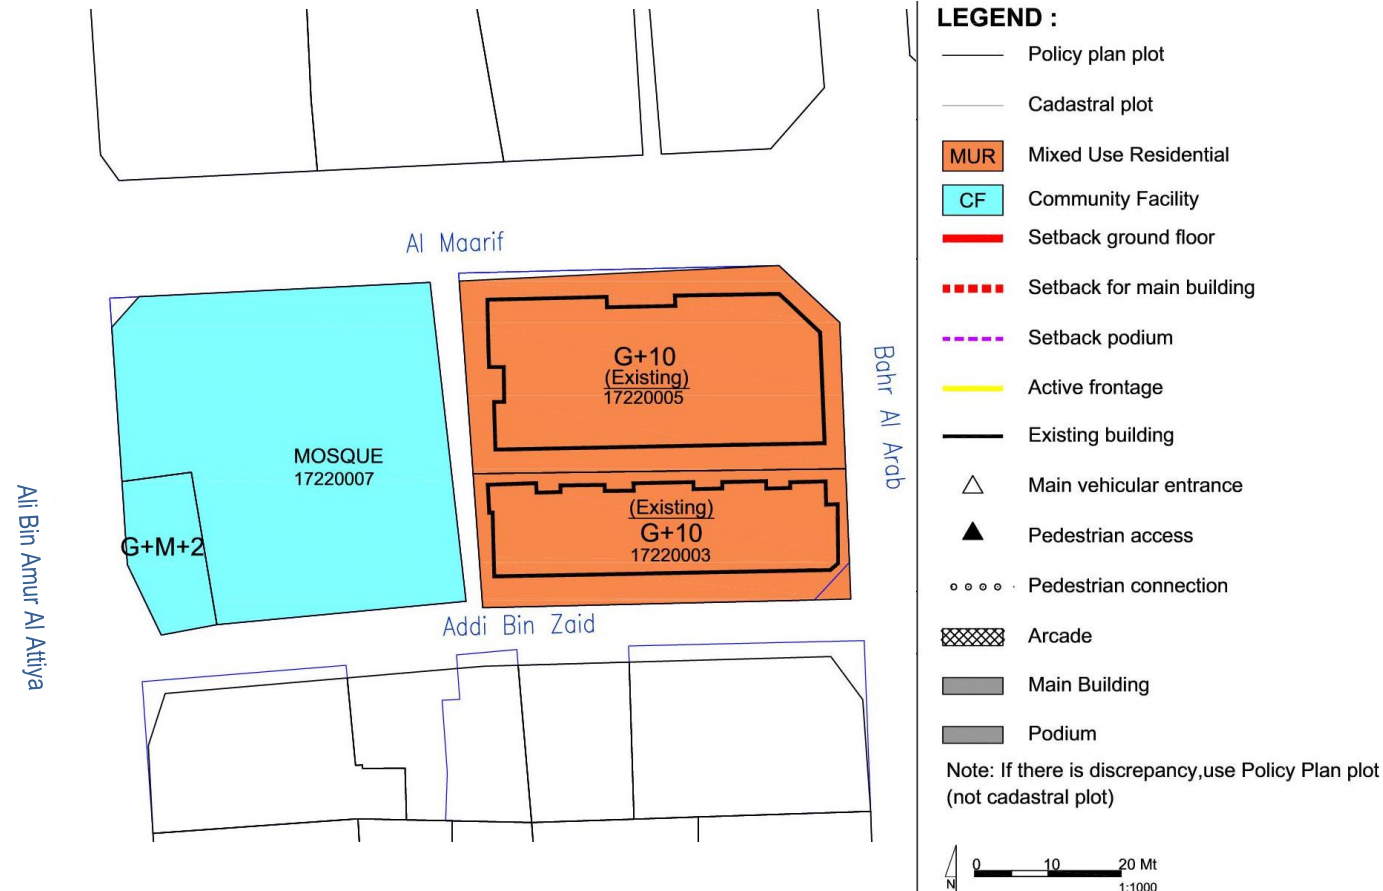 Al Maarif
G+10
(Existing)
17220005
Bahr Al Arab
MOSQUE
17220007
(Existing)
G+10
17220003
G+M+2
Ali Bin Amur Al Attiya
Addi Bin Zaid
LEGEND :
Policy plan plot
Cadastral plot
MUR Mixed Use Residential
CF Community Facility
Setback ground floor
Setback for main building
Setback podium
Active frontage
Existing building
Main vehicular entrance
Pedestrian access
Pedestrian connection
Arcade
Main Building
Podium
Note: If there is discrepancy,use Policy Plan plot
(not cadastral plot)
N 0 10 20 Mt
1:1000